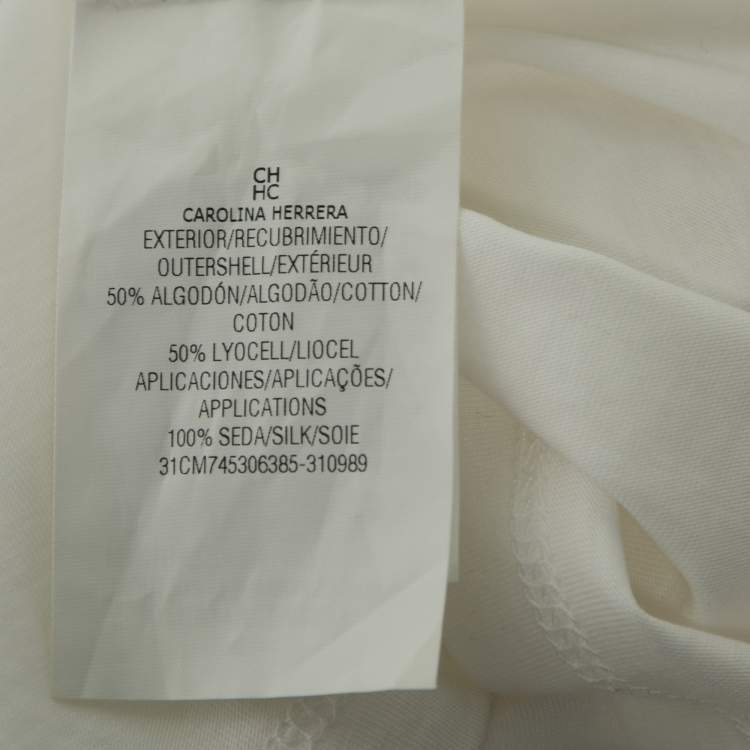 CH
HC
CAROLINA HERRERA
EXTERIOR/RECUBRIMIENTO/
OUTERSHELL/EXTÉRIEUR
50% ALGODÓN/ALGODÃO/COTTON/
COTON
50% LYOCELL/LIOCEL
APLICACIONES/APLICAÇÕES/
APPLICATIONS
100% SEDA/SILK/SOIE
31CM745306385-310989